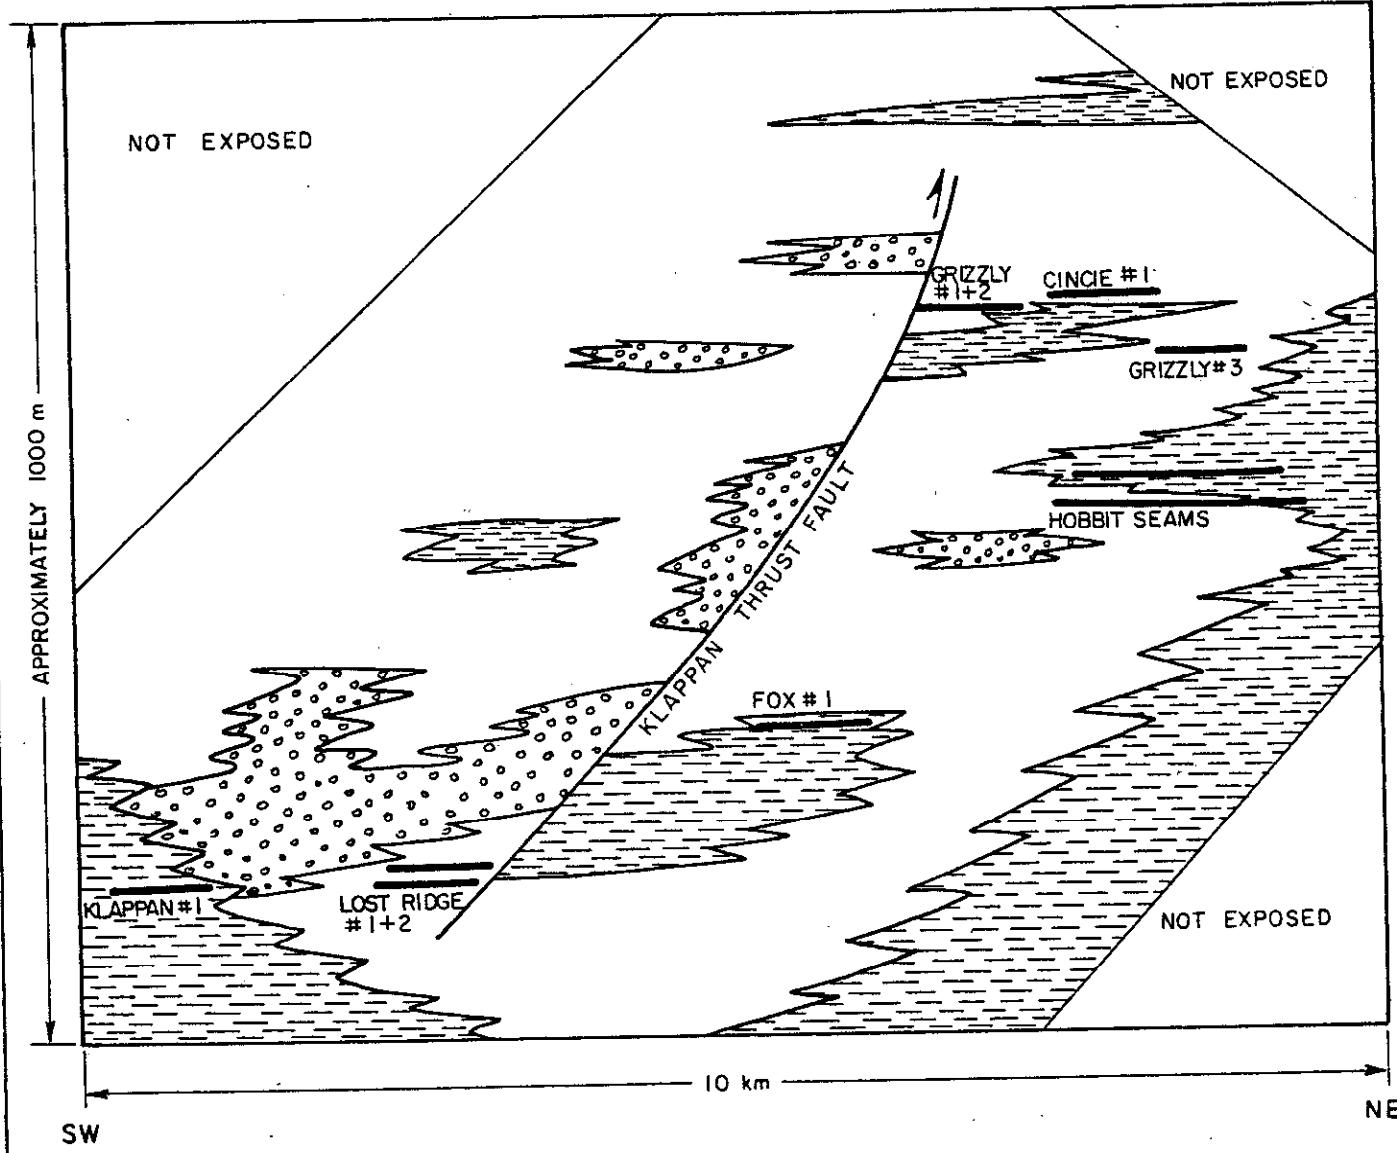 NOT EXPOSED
NOT EXPOSED
GRIZZLY
#1+2
CINCIE #1
GRIZZLY#3
APPROXIMATELY 1000 m
HOBBIT SEAMS
KLAPPAN THRUST FAULT
FOX #1
KLAPPAN #1
LOST RIDGE
#1+2
NOT EXPOSED
10 km
SW
NE